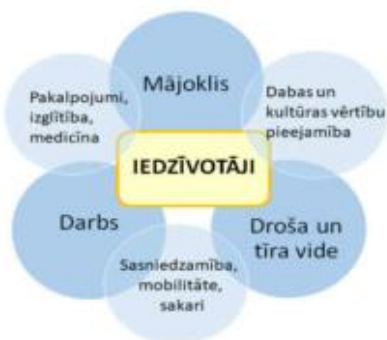 Mājoklis
Pakalpojumi,
izglītība,
medicīna
Dabas un
kultūras vērtību
pieejamība
IEDZĪVOTĀJI
Darbs
Droša un
tīra vide
Sasniedzamība,
mobilitāte,
sakari